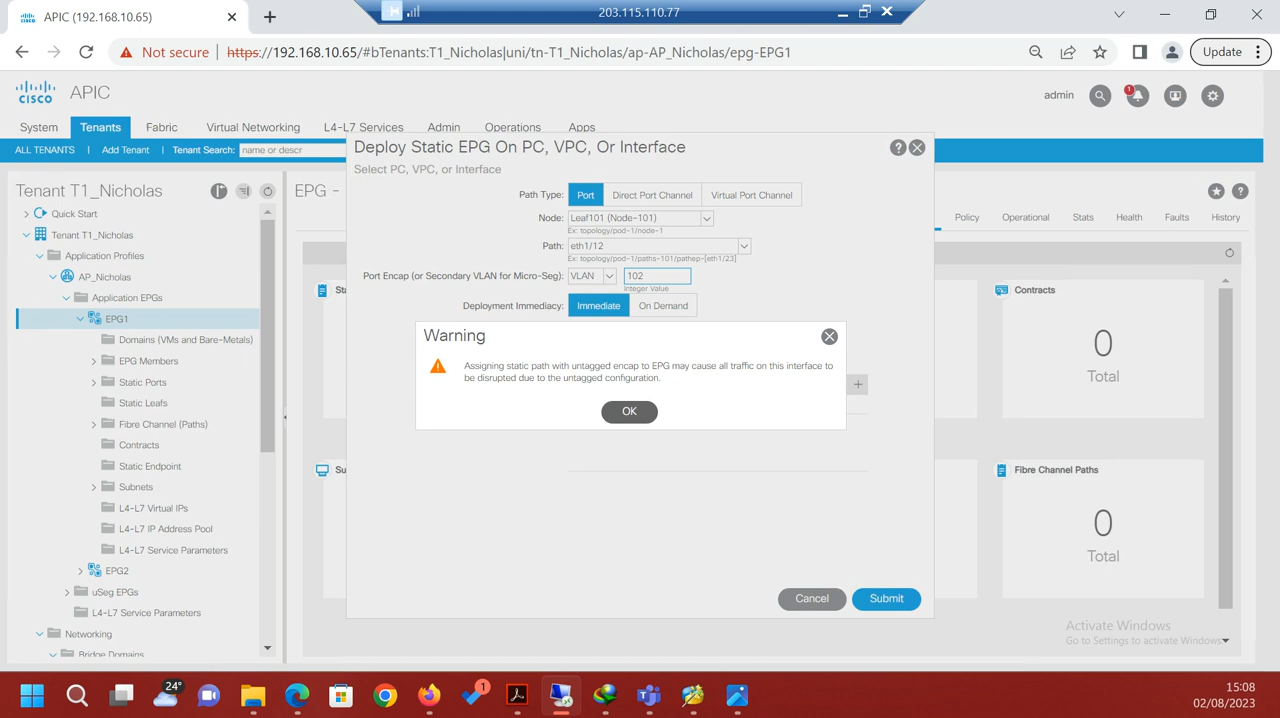 APIC (192.168.10.65)
203.115.110.77
Not secure
https://192.168.10.65/#bTenants:T1_Nicholas|uni/tn-T1_Nicholas/ap-AP_Nicholas/epg-EPG1
Update
CISCO
APIC
admin
1
System
Tenants
Fabric
Virtual Networking
L4-L7 Services
Admin
Operations
Apps
ALL TENANTS | Add Tenant | Tenant Search: name or descr
Tenant T1_Nicholas
Quick Start
Tenant T1_Nicholas
Application Profiles
AP_Nicholas
Application EPGs
EPG1
Domains (VMs and Bare-Metals)
EPG Members
Static Ports
Static Leafs
Fibre Channel (Paths)
Contracts
Static Endpoint
Subnets
L4-L7 Virtual IPs
L4-L7 IP Address Pool
L4-L7 Service Parameters
EPG2
uSeg EPGs
L4-L7 Service Parameters
Networking
Bridge Domains
EPG -
Policy
Operational
Stats
Health
Faults
History
Sta
Su
Contracts
0
Total
Fibre Channel Paths
0
Total
Deploy Static EPG On PC, VPC, Or Interface
Select PC, VPC, or Interface
Path Type: Port Direct Port Channel Virtual Port Channel
Node: Leaf101 (Node-101)
Ex: topology/pod-1/node-1
Path: eth1/12
Ex: topology/pod-1/paths-101/pathep-[eth1/23]
Port Encap (or Secondary VLAN for Micro-Seg): VLAN 102
Integer Value
Deployment Immediacy: Immediate On Demand
Warning
Assigning static path with untagged encap to EPG may cause all traffic on this interface to
be disrupted due to the untagged configuration.
OK
Cancel
Submit
Activate Windows
Go to Settings to activate Windows.
24°
1
15:08
02/08/2023